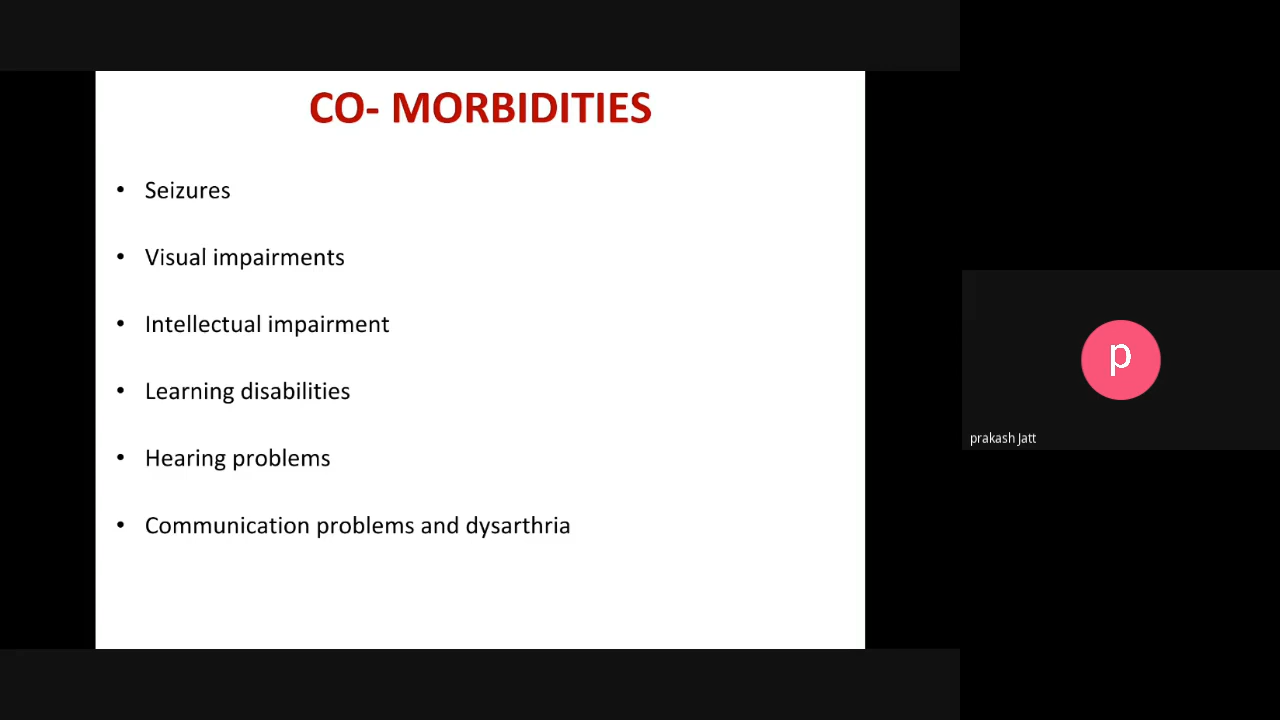 CO- MORBIDITIES
• Seizures
• Visual impairments
• Intellectual impairment
• Learning disabilities
• Hearing problems
• Communication problems and dysarthria
p
prakash Jatt